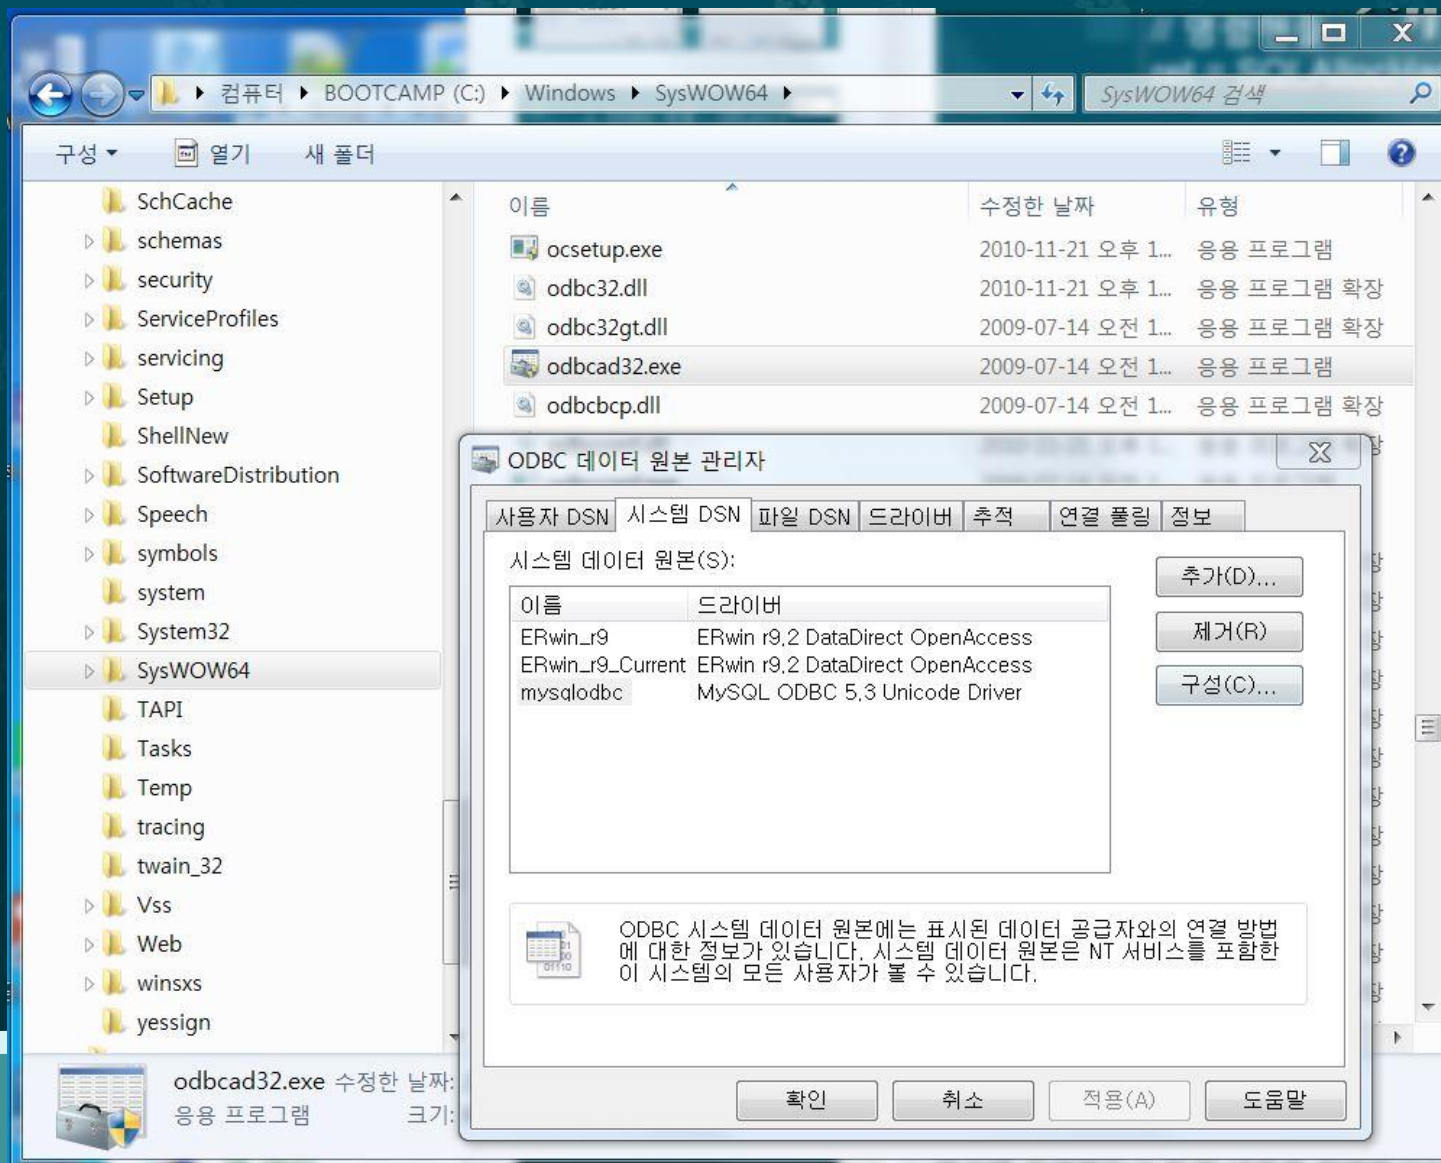 컴퓨터 BOOTCAMP (C:) Windows SysWOW64
SysWOW64 검색
구성 열기 새 폴더
SchCache
schemas
security
ServiceProfiles
servicing
Setup
ShellNew
SoftwareDistribution
Speech
symbols
system
System32
SysWOW64
TAPI
Tasks
Temp
tracing
twain_32
Vss
Web
winsxs
yessign
이름 수정한 날짜 유형
ocsetup.exe 2010-11-21 오후 1... 응용 프로그램
odbc32.dll 2010-11-21 오후 1... 응용 프로그램 확장
odbc32gt.dll 2009-07-14 오전 1... 응용 프로그램 확장
odbcad32.exe 2009-07-14 오전 1... 응용 프로그램
odbcbcp.dll 2009-07-14 오전 1... 응용 프로그램 확장
ODBC 데이터 원본 관리자
사용자 DSN 시스템 DSN 파일 DSN 드라이버 추적 연결 풀링 정보
시스템 데이터 원본(S):
이름 드라이버
ERwin_r9 ERwin r9.2 DataDirect OpenAccess
ERwin_r9_Current ERwin r9.2 DataDirect OpenAccess
mysqlodbc MySQL ODBC 5.3 Unicode Driver
추가(D)...
제거(R)
구성(C)...
ODBC 시스템 데이터 원본에는 표시된 데이터 공급자와의 연결 방법
에 대한 정보가 있습니다. 시스템 데이터 원본은 NT 서비스를 포함한
이 시스템의 모든 사용자가 볼 수 있습니다.
확인 취소 적용(A) 도움말
odbcad32.exe 수정한 날짜:
응용 프로그램 크기: